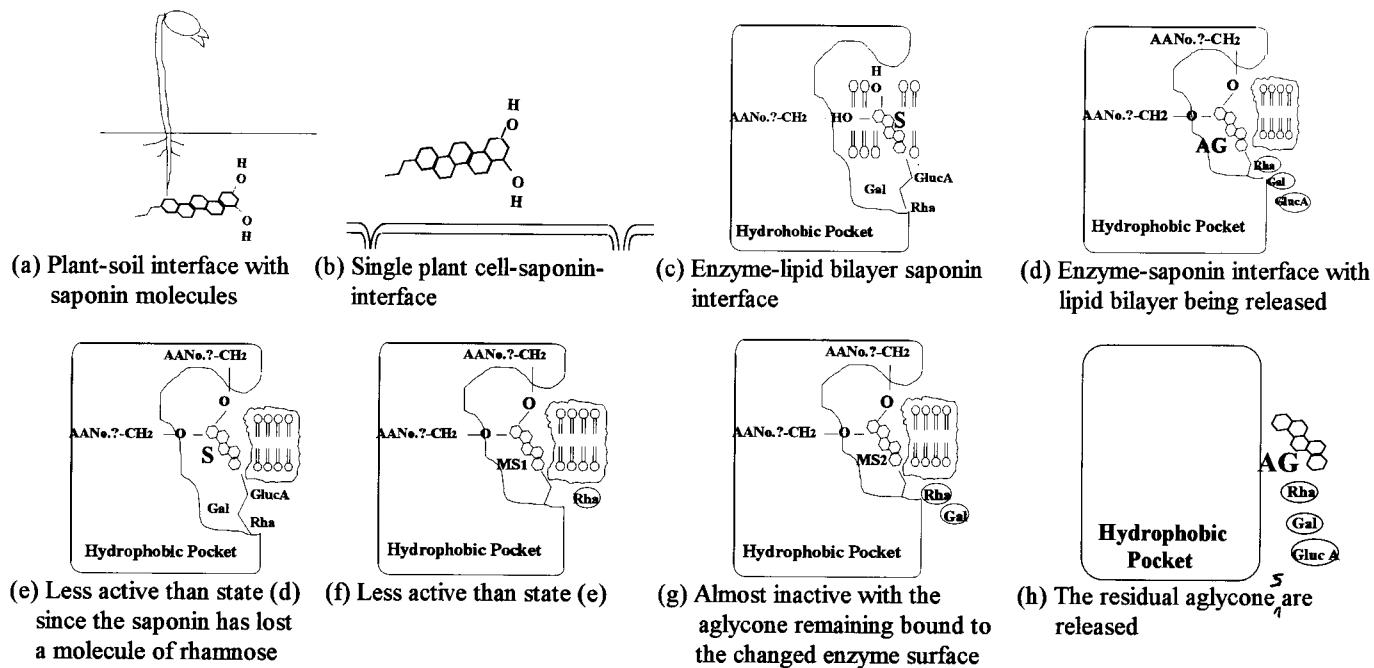 H
O
O
H
(a) Plant-soil interface with
saponin molecules
H
O
O
H
(b) Single plant cell-saponin-
interface
H
O
AANo.?-CH2
HO
S
GlucA
Gal
Rha
Hydrohobic Pocket
(c) Enzyme-lipid bilayer saponin
interface
AANo.?-CH2
O
AANo.?-CH2
O
AG
Rha
Gal
GlucA
Hydrophobic Pocket
(d) Enzyme-saponin interface with
lipid bilayer being released
AANo.?-CH2
O
AANo.?-CH2
O
S
GlucA
Gal
Rha
Hydrophobic Pocket
(e) Less active than state (d)
since the saponin has lost
a molecule of rhamnose
AANo.?-CH2
O
AANo.?-CH2
O
MS1
Rha
Hydrophobic Pocket
(f) Less active than state (e)
AANo.?-CH2
O
AANo.?-CH2
O
MS2
Rha
Gal
Hydrophobic Pocket
(g) Almost inactive with the
aglycone remaining bound to
the changed enzyme surface
AG
Rha
Gal
Gluc A
Hydrophobic
Pocket
(h) The residual aglycones are
released